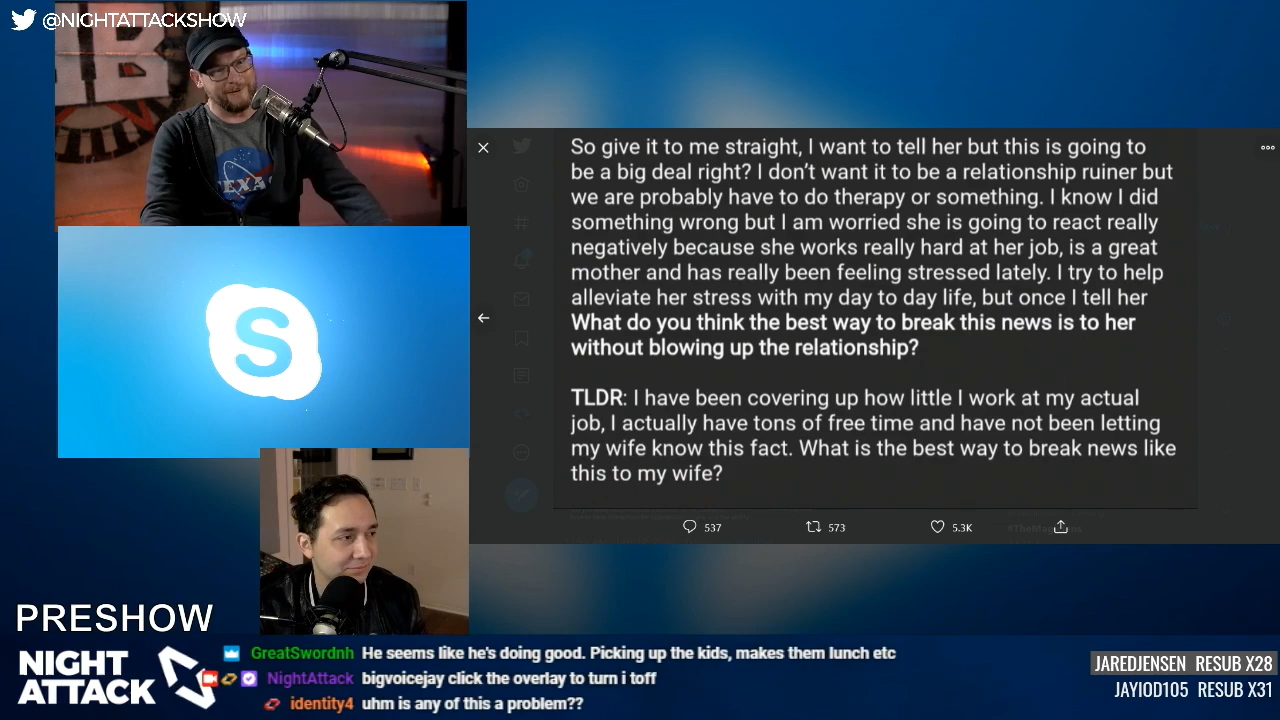 @NIGHTATTACKSHOW
TEXAS
S
So give it to me straight, I want to tell her but this is going to
be a big deal right? I don't want it to be a relationship ruiner but
we are probably have to do therapy or something. I know I did
something wrong but I am worried she is going to react really
negatively because she works really hard at her job, is a great
mother and has really been feeling stressed lately. I try to help
alleviate her stress with my day to day life, but once I tell her
What do you think the best way to break this news is to her
without blowing up the relationship?
TLDR: I have been covering up how little I work at my actual
job, I actually have tons of free time and have not been letting
my wife know this fact. What is the best way to break news like
this to my wife?
537 573 5.3K
PRESHOW
NIGHT
ATTACK
GreatSwordnh He seems like he's doing good. Picking up the kids, makes them lunch etc
NightAttack bigvoicejay click the overlay to turn i toff
identity4 uhm is any of this a problem??
JAREDJENSEN RESUB X28
JAYIOD105 RESUB X31